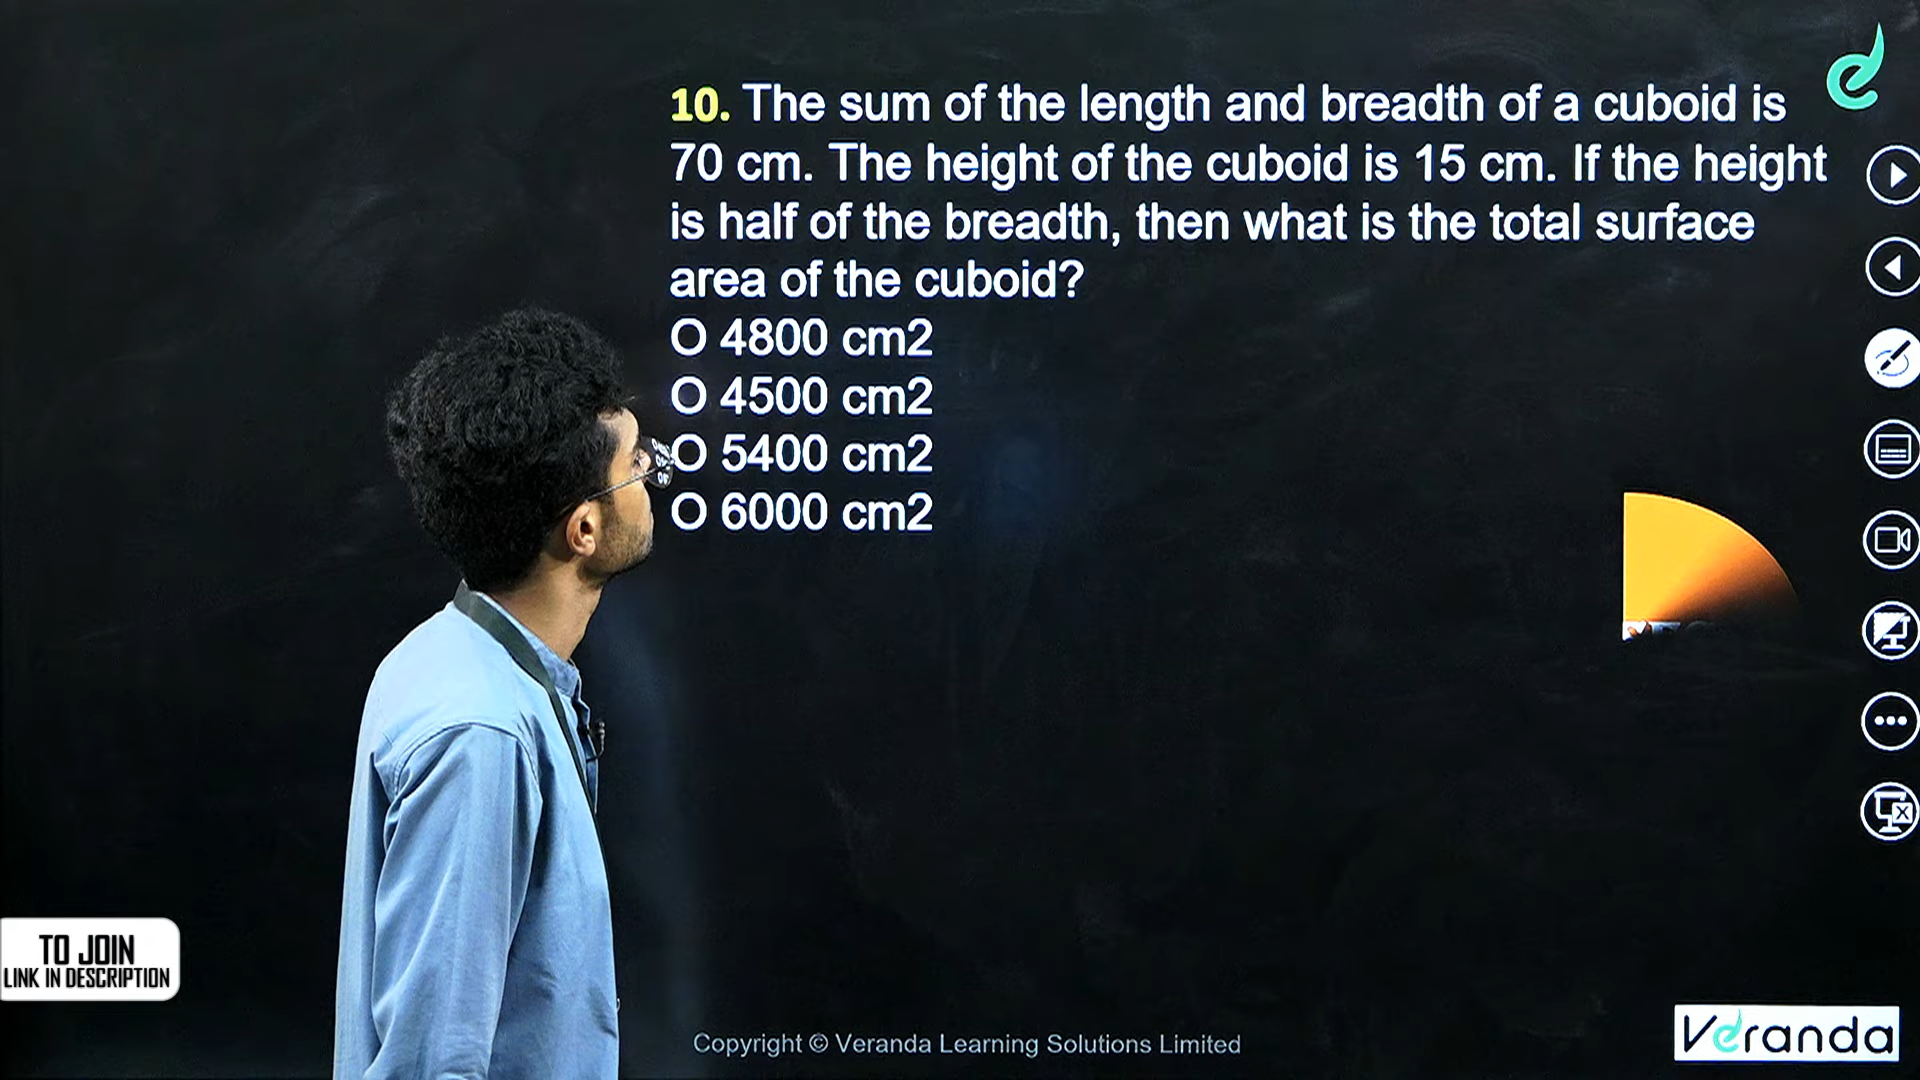 10. The sum of the length and breadth of a cuboid is
70 cm. The height of the cuboid is 15 cm. If the height
is half of the breadth, then what is the total surface
area of the cuboid?
O 4800 cm2
O 4500 cm2
O 5400 cm2
O 6000 cm2
TO JOIN
LINK IN DESCRIPTION
Copyright © Veranda Learning Solutions Limited
Veranda